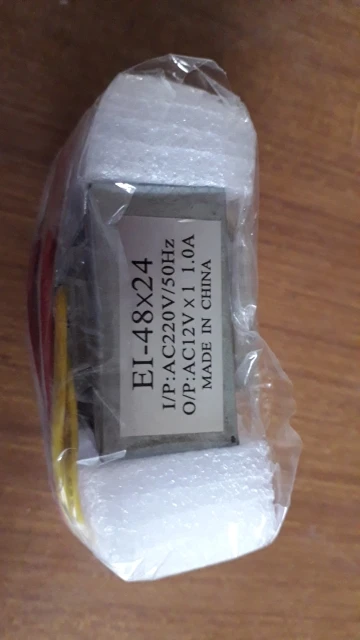 EI-48x24
I/P:AC220V/50Hz
O/P:AC12V x 1 1.0A
MADE IN CHINA